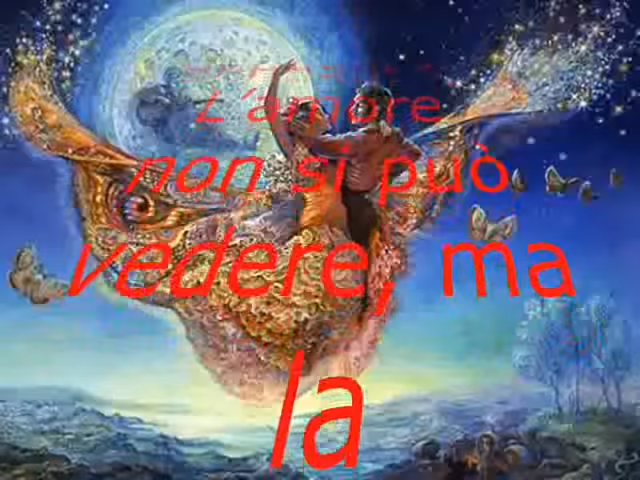 L'amore
non si può
vedere, ma
la